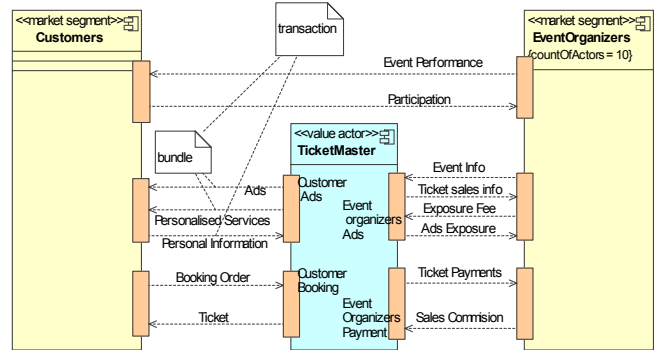 <<market segment>>
Customers
transaction
<<market segment>>
EventOrganizers
{countOfActors = 10}
Event Performance
Participation
<<value actor>>
TicketMaster
bundle
Ads
Personalised Services
Personal Information
Customer
Ads
Event
organizers
Ads
Event Info
Ticket sales info
Exposure Fee
Ads Exposure
Booking Order
Ticket
Customer
Booking
Event
Organizers
Payment
Ticket Payments
Sales Commision